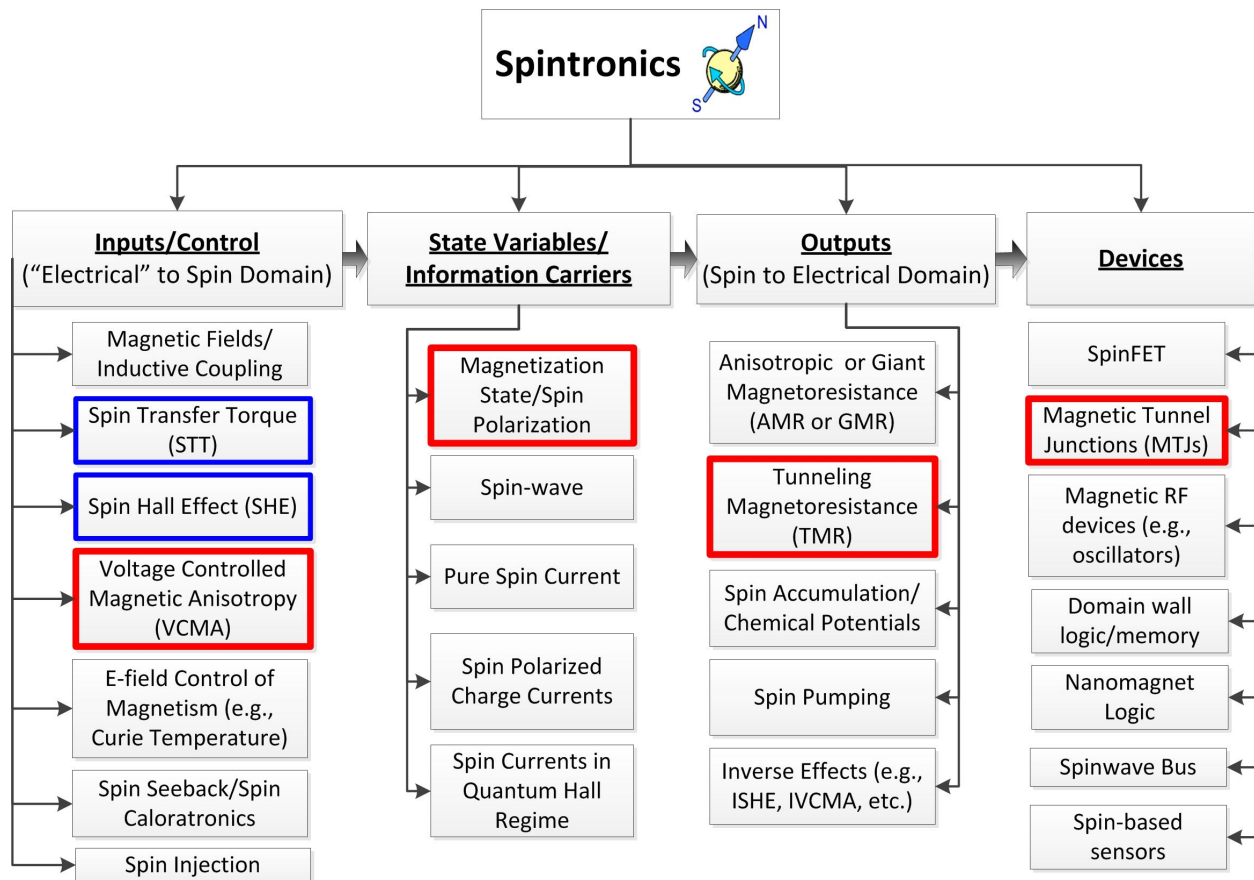 Spintronics
N
S
Inputs/Control
(“Electrical” to Spin Domain)
State Variables/
Information Carriers
Outputs
(Spin to Electrical Domain)
Devices
Magnetic Fields/
Inductive Coupling
Spin Transfer Torque
(STT)
Spin Hall Effect (SHE)
Voltage Controlled
Magnetic Anisotropy
(VCMA)
E-field Control of
Magnetism (e.g.,
Curie Temperature)
Spin Seeback/Spin
Caloratronics
Spin Injection
Magnetization
State/Spin
Polarization
Spin-wave
Pure Spin Current
Spin Polarized
Charge Currents
Spin Currents in
Quantum Hall
Regime
Anisotropic or Giant
Magnetoresistance
(AMR or GMR)
Tunneling
Magnetoresistance
(TMR)
Spin Accumulation/
Chemical Potentials
Spin Pumping
Inverse Effects (e.g.,
ISHE, IVCMA, etc.)
SpinFET
Magnetic Tunnel
Junctions (MTJs)
Magnetic RF
devices (e.g.,
oscillators)
Domain wall
logic/memory
Nanomagnet
Logic
Spinwave Bus
Spin-based
sensors